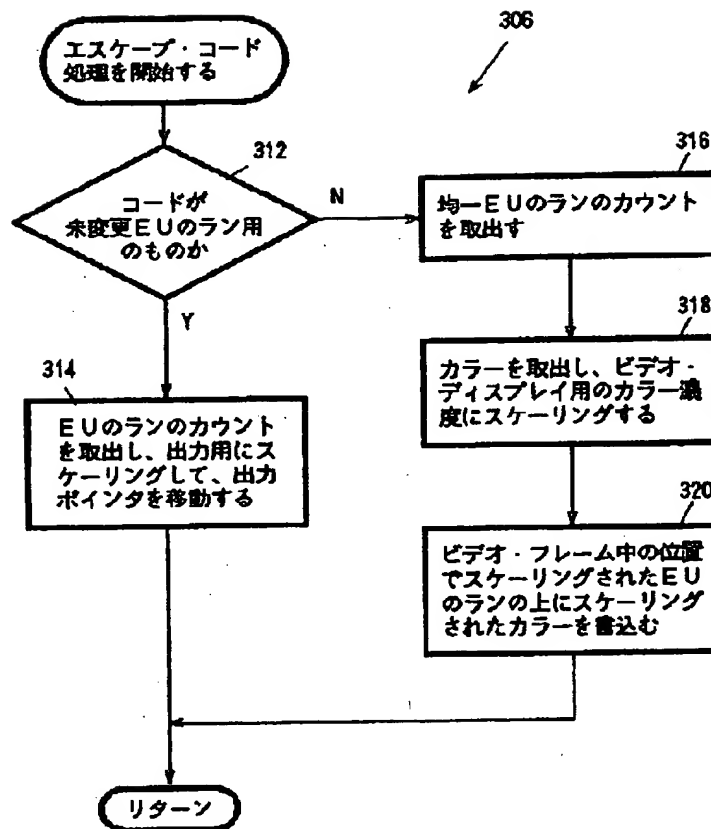 306
エスケープ・コード
処理を開始する
312
コードが
未変更EUのラン用
のものか
N
Y
316
均一EUのランのカウント
を取出す
318
カラーを取出し、ビデオ・
ディスプレイ用のカラー濃
度にスケーリングする
314
EUのランのカウント
を取出し、出力用にス
ケーリングして、出力
ポインタを移動する
320
ビデオ・フレーム中の位置
でスケーリングされたEU
のランの上にスケーリング
されたカラーを書込む
リターン